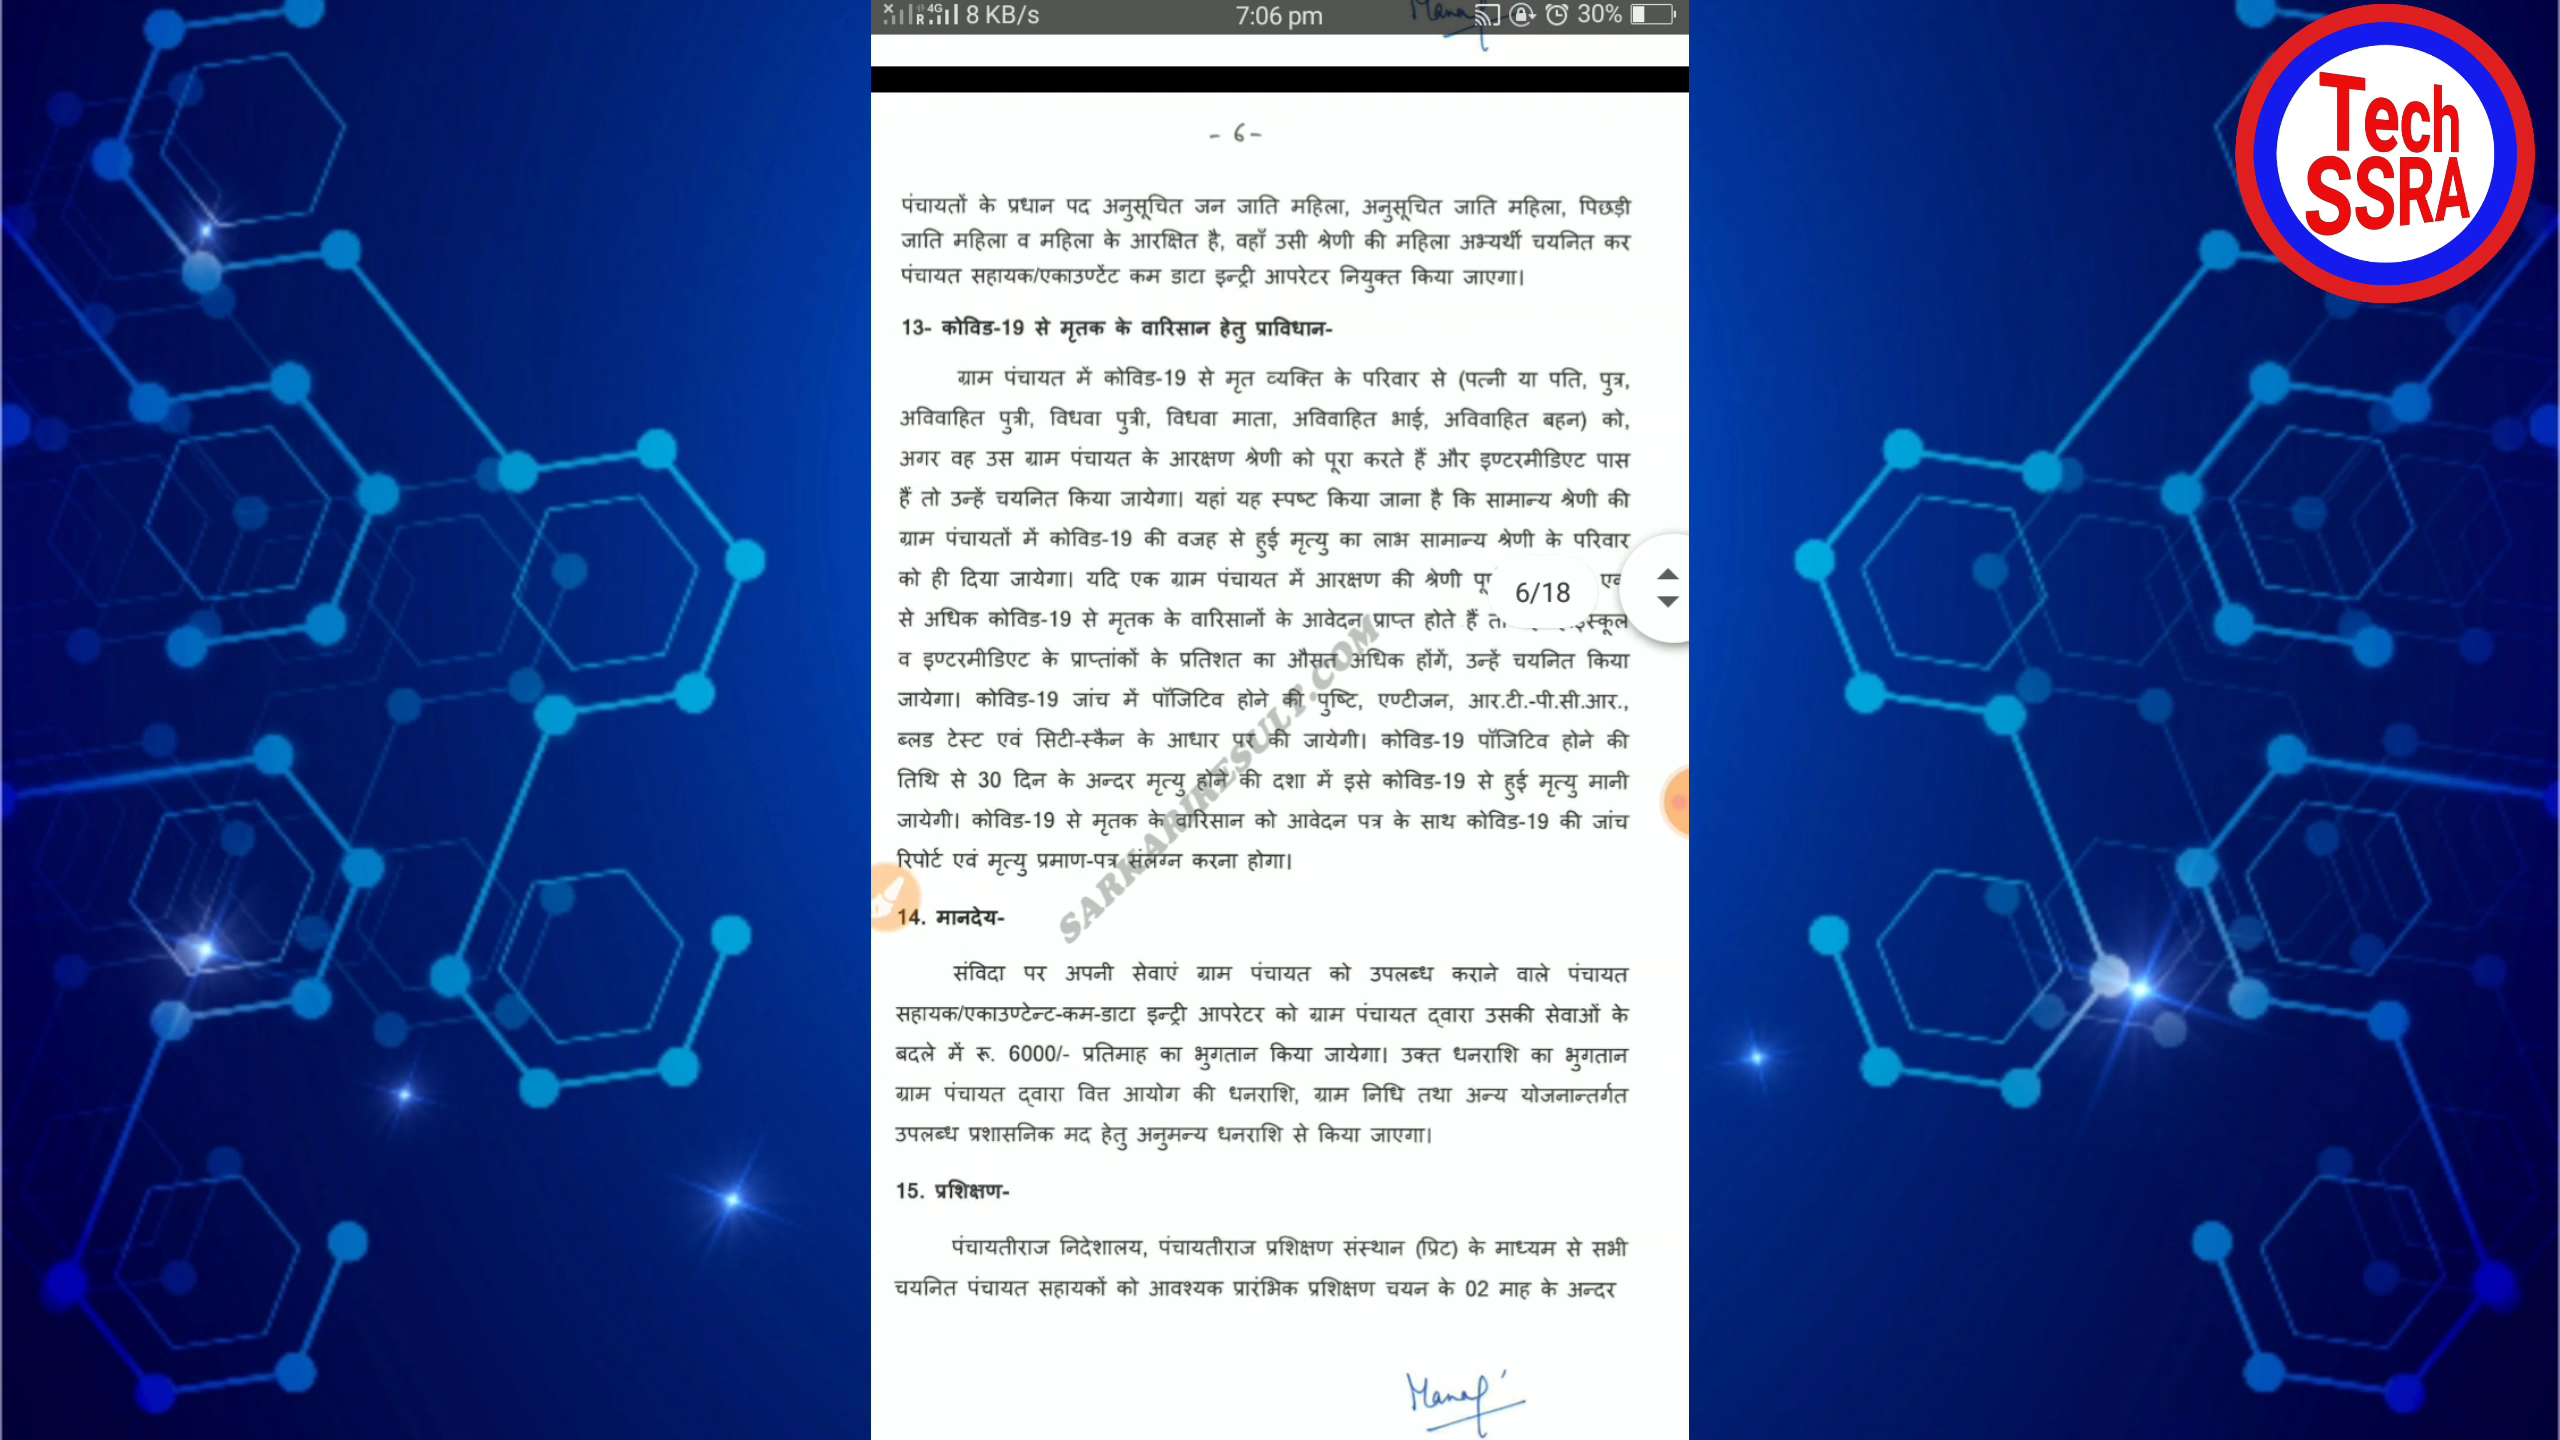 8 KB/s
7:06 pm
30%
Tech
SSRA
- 6 -
पंचायतों के प्रधान पद अनुसूचित जन जाति महिला, अनुसूचित जाति महिला, पिछड़ी
जाति महिला व महिला के आरक्षित है, वहाँ उसी श्रेणी की महिला अभ्यर्थी चयनित कर
पंचायत सहायक/एकाउण्टेंट कम डाटा इन्ट्री आपरेटर नियुक्त किया जाएगा।
13- कोविड-19 से मृतक के वारिसान हेतु प्राविधान-
ग्राम पंचायत में कोविड-19 से मृत व्यक्ति के परिवार से (पत्नी या पति, पुत्र,
अविवाहित पुत्री, विधवा पुत्री, विधवा माता, अविवाहित भाई, अविवाहित बहन) को,
अगर वह उस ग्राम पंचायत के आरक्षण श्रेणी को पूरा करते हैं और इण्टरमीडिएट पास
हैं तो उन्हें चयनित किया जायेगा। यहां यह स्पष्ट किया जाना है कि सामान्य श्रेणी की
ग्राम पंचायतों में कोविड-19 की वजह से हुई मृत्यु का लाभ सामान्य श्रेणी के परिवार
को ही दिया जायेगा। यदि एक ग्राम पंचायत में आरक्षण की श्रेणी
6/18
से अधिक कोविड-19 से मृतक के वारिसानों के आवेदन प्राप्त होते हैं
व इण्टरमीडिएट के प्राप्तांकों के प्रतिशत का औसत अधिक होंगें, उन्हें चयनित किया
जायेगा। कोविड-19 जांच में पॉजिटिव होने की पुष्टि, एण्टीजन, आर.टी.-पी.सी.आर.,
ब्लड टेस्ट एवं सिटी-स्कैन के आधार पर की जायेगी। कोविड-19 पॉजिटिव होने की
तिथि से 30 दिन के अन्दर मृत्यु होने की दशा में इसे कोविड-19 से हुई मृत्यु मानी
जायेगी। कोविड-19 से मृतक के वारिसान को आवेदन पत्र के साथ कोविड-19 की जांच
रिपोर्ट एवं मृत्यु प्रमाण-पत्र संलग्न करना होगा।
SARKARIRESULT.COM
14. मानदेय-
संविदा पर अपनी सेवाएं ग्राम पंचायत को उपलब्ध कराने वाले पंचायत
सहायक/एकाउण्टेन्ट-कम-डाटा इन्ट्री आपरेटर को ग्राम पंचायत द्वारा उसकी सेवाओं के
बदले में रू. 6000/- प्रतिमाह का भुगतान किया जायेगा। उक्त धनराशि का भुगतान
ग्राम पंचायत द्वारा वित्त आयोग की धनराशि, ग्राम निधि तथा अन्य योजनान्तर्गत
उपलब्ध प्रशासनिक मद हेतु अनुमन्य धनराशि से किया जाएगा।
15. प्रशिक्षण-
पंचायतीराज निदेशालय, पंचायतीराज प्रशिक्षण संस्थान (प्रिट) के माध्यम से सभी
चयनित पंचायत सहायकों को आवश्यक प्रारंभिक प्रशिक्षण चयन के 02 माह के अन्दर